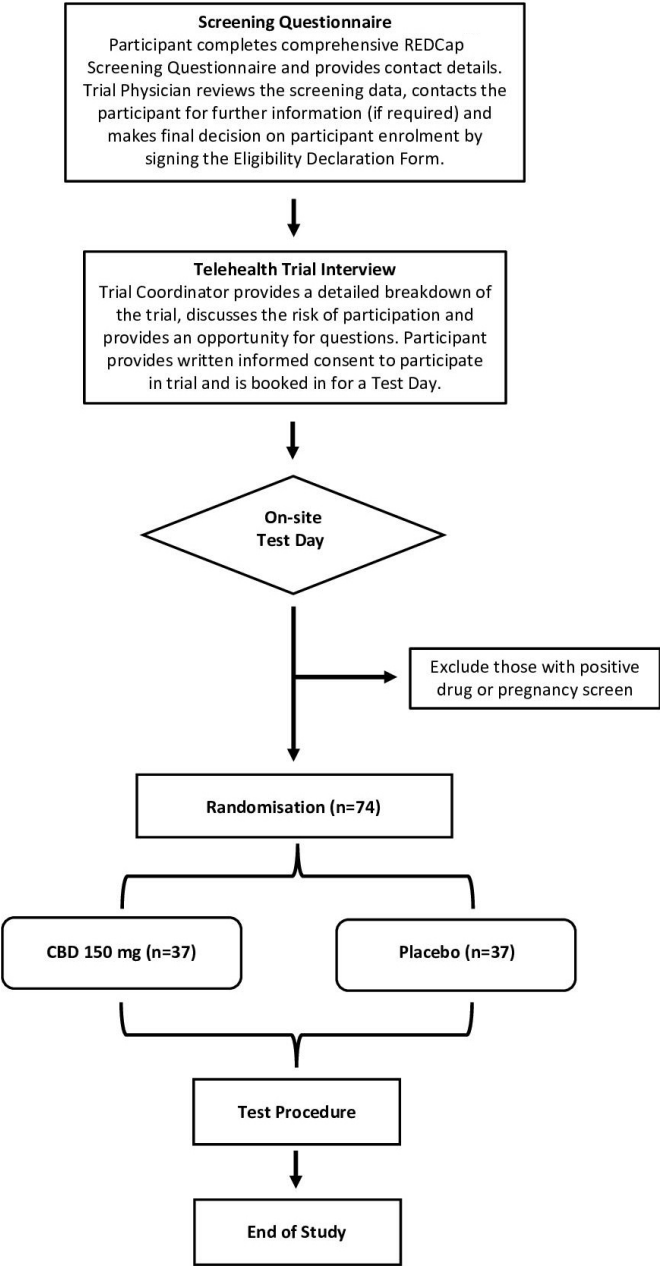 Screening Questionnaire
Participant completes comprehensive REDCap
Screening Questionnaire and provides contact details.
Trial Physician reviews the screening data, contacts the
participant for further information (if required) and
makes final decision on participant enrolment by
signing the Eligibility Declaration Form.
Telehealth Trial Interview
Trial Coordinator provides a detailed breakdown of
the trial, discusses the risk of participation and
provides an opportunity for questions. Participant
provides written informed consent to participate
in trial and is booked in for a Test Day.
On-site
Test Day
Exclude those with positive
drug or pregnancy screen
Randomisation (n=74)
CBD 150 mg (n=37)
Placebo (n=37)
Test Procedure
End of Study